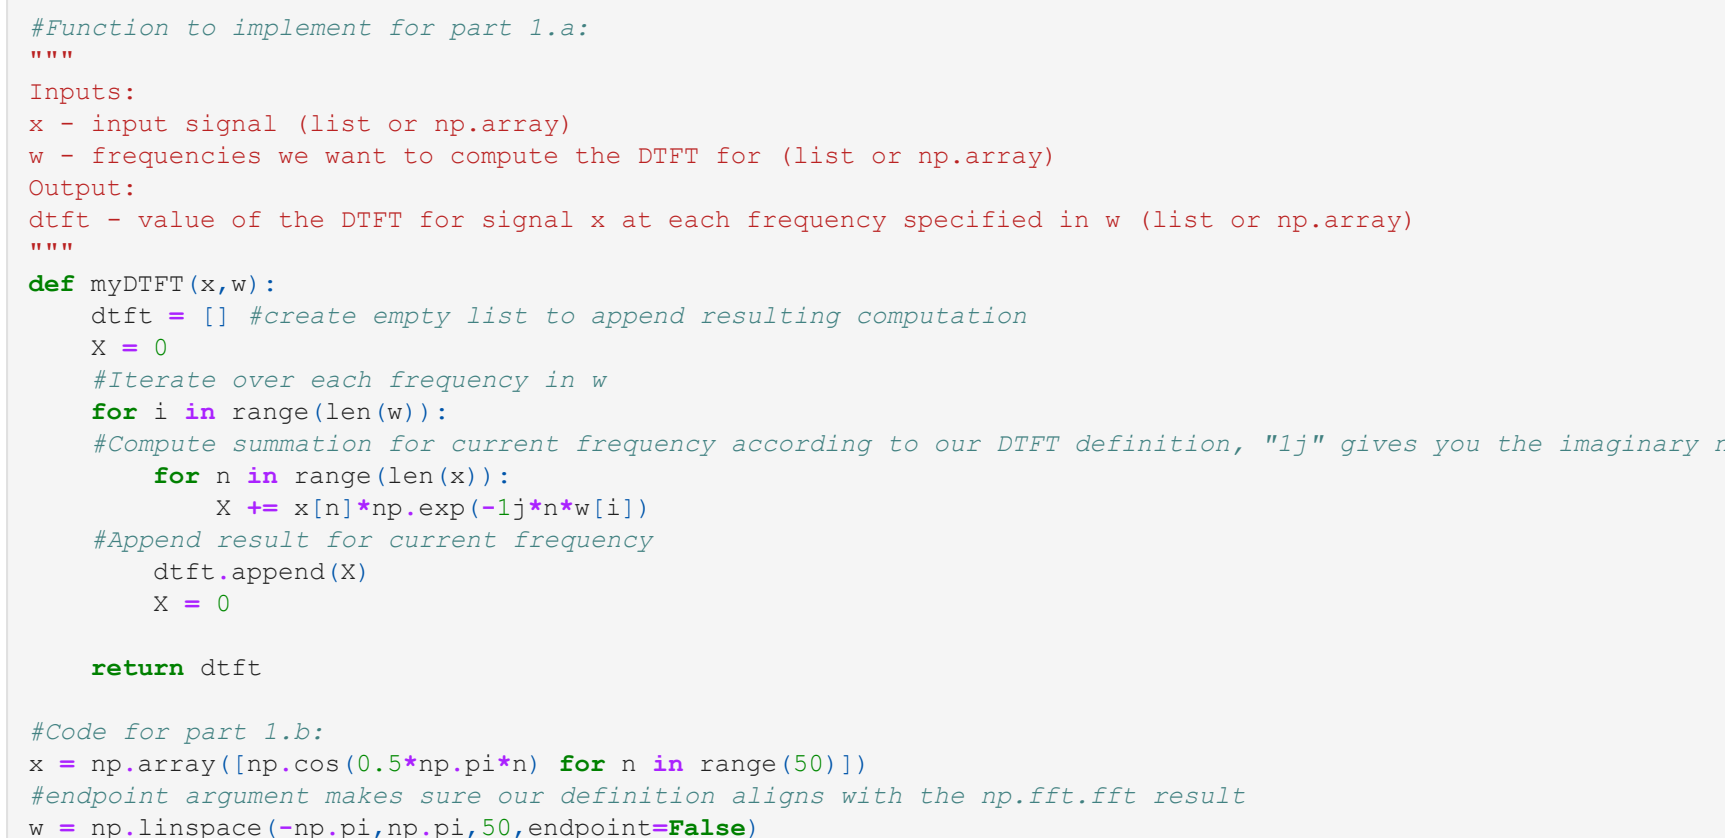 #Function to implement for part 1.a:
"""
Inputs:
x - input signal (list or np.array)
w - frequencies we want to compute the DTFT for (list or np.array)
Output:
dtft - value of the DTFT for signal x at each frequency specified in w (list or np.array)
"""
def myDTFT(x,w):
    dtft = [] #create empty list to append resulting computation
    X = 0
    #Iterate over each frequency in w
    for i in range(len(w)):
    #Compute summation for current frequency according to our DTFT definition, "1j" gives you the imaginary
        for n in range(len(x)):
            X += x[n]*np.exp(-1j*n*w[i])
    #Append result for current frequency
        dtft.append(X)
        X = 0
    return dtft
#Code for part 1.b:
x = np.array([np.cos(0.5*np.pi*n) for n in range(50)])
#endpoint argument makes sure our definition aligns with the np.fft.fft result
w = np.linspace(-np.pi,np.pi,50,endpoint=False)